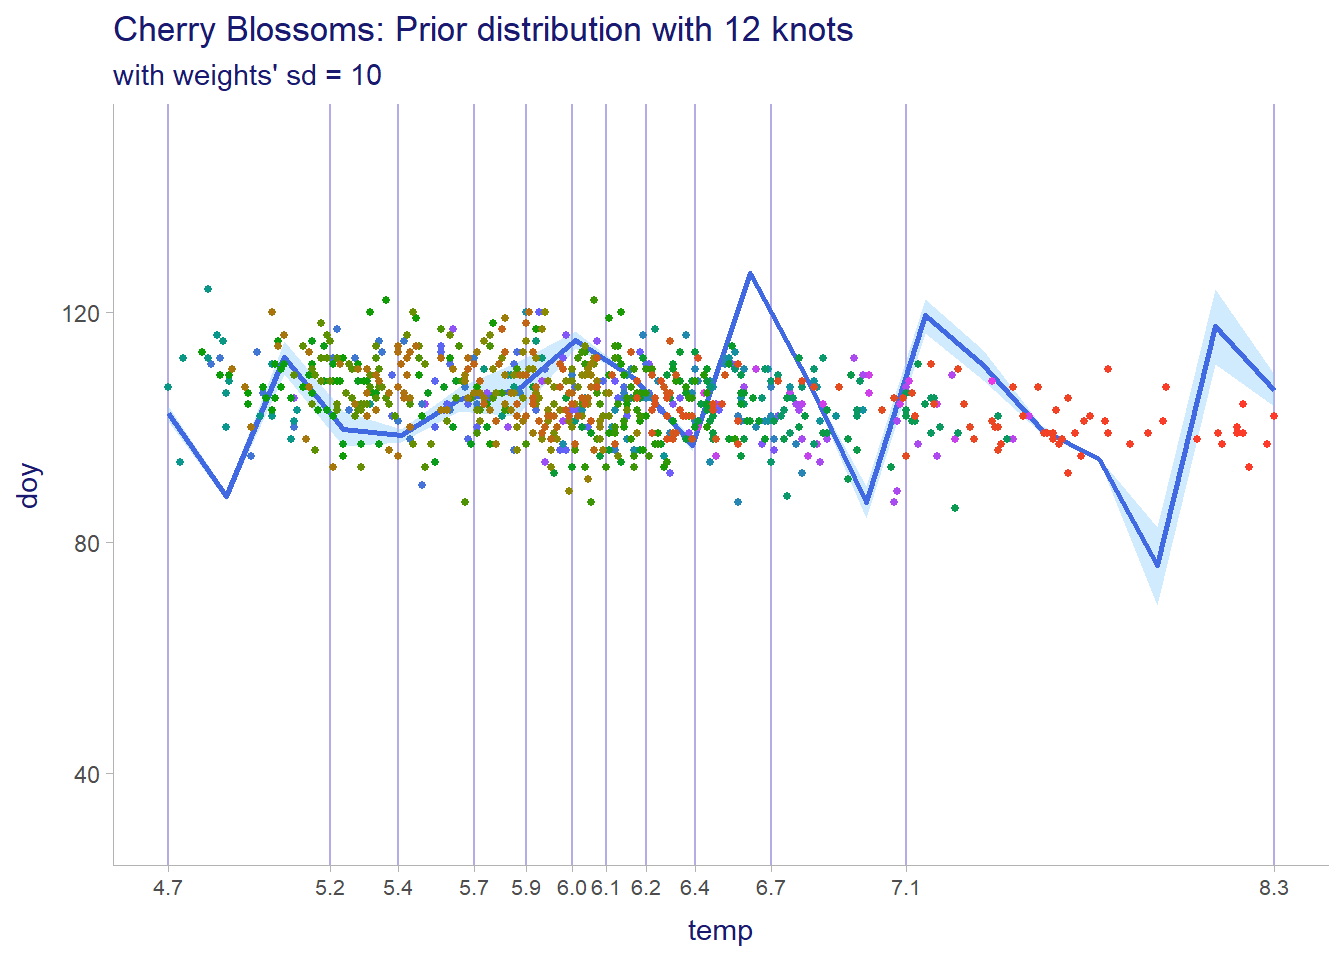 Cherry Blossoms: Prior distribution with 12 knots
with weights' sd = 10
doy
120
80
40
4.7 5.2 5.4 5.7 5.9 6.0 6.1 6.2 6.4 6.7 7.1 8.3
temp